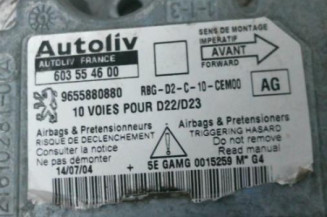 Autoliv
AUTOLIV FRANCE
603 55 46 00
SENS DE MONTAGE
IMPERATIF
AVANT
FORWARD
9655880880
RBG-D2-C-10-CEM00
AG
10 VOIES POUR D22/D23
Airbags & Pretensionneurs
RISQUE DE DECLENCHEMENT
Consulter la notice
Ne pas démonter
Airbags & Pretensioners
TRIGGERING HAZARD
Read the manual
Do not remove
14/07/04 + 5E GAMG 0015259 M* G4